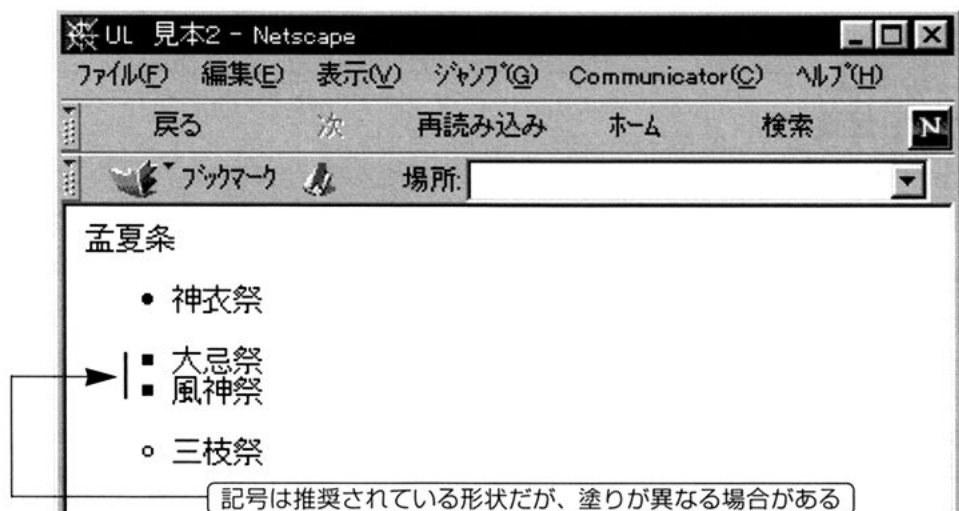 UL 見本2 - Netscape
ファイル(F) 編集(E) 表示(V) ジャンプ(G) Communicator(C) ヘルプ(H)
戻る 次 再読み込み ホーム 検索 N
ブックマーク 場所:
孟夏条
• 神衣祭
■ 大忌祭
■ 風神祭
○ 三枝祭
記号は推奨されている形状だが、塗りが異なる場合がある